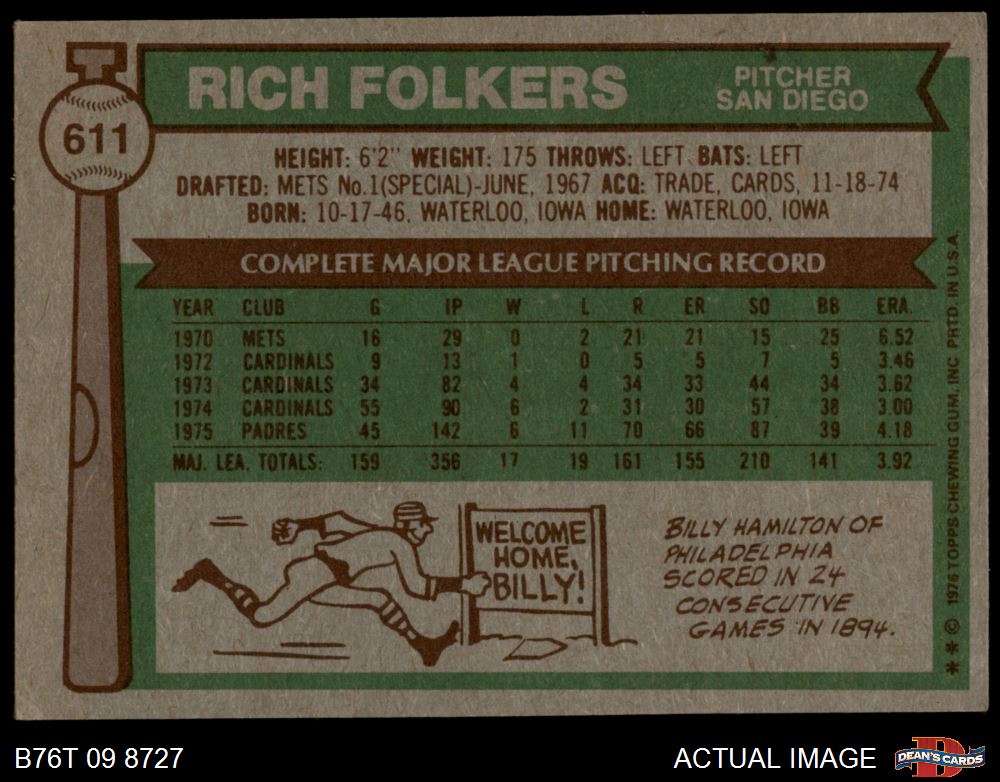 RICH FOLKERS
PITCHER
SAN DIEGO
611
HEIGHT: 6'2" WEIGHT: 175 THROWS: LEFT BATS: LEFT
DRAFTED: METS No.1(SPECIAL)-JUNE, 1967 ACQ: TRADE, CARDS, 11-18-74
BORN: 10-17-46, WATERLOO, IOWA HOME: WATERLOO, IOWA
COMPLETE MAJOR LEAGUE PITCHING RECORD
YEAR CLUB G IP W L R ER SO BB ERA.
1970 METS 16 29 0 2 21 21 15 25 6.52
1972 CARDINALS 9 13 1 0 5 5 7 5 3.46
1973 CARDINALS 34 82 4 4 34 33 44 34 3.62
1974 CARDINALS 55 90 6 2 31 30 57 38 3.00
1975 PADRES 45 142 6 11 70 66 87 39 4.18
MAJ. LEA. TOTALS: 159 356 17 19 161 155 210 141 3.92
WELCOME
HOME,
BILLY!
BILLY HAMILTON OF
PHILADELPHIA
SCORED IN 24
CONSECUTIVE
GAMES IN 1894.
** © 1976 TOPPS CHEWING GUM, INC PRTD. IN U.S.A.
B76T 09 8727
ACTUAL IMAGE
D
DEAN'S CARDS